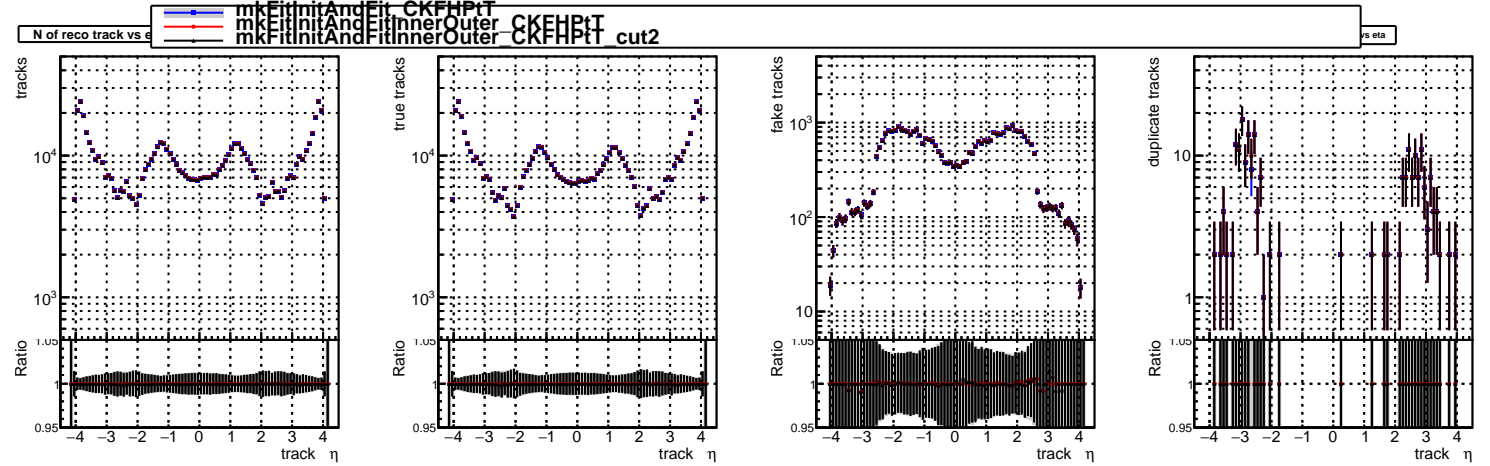 mkFitInitAndFit_CKFHPtT
mkFitInitAndFitInnerOuter_CKFHPtT
mkFitInitAndFitInnerOuter_CKFHPtT_cut2
N of reco track vs e
vs eta
tracks
10⁴
10³
Ratio
1.05
1
0.95
−4 −3 −2 −1 0 1 2 3 4
track η
true tracks
10⁴
10³
Ratio
1.05
1
0.95
−4 −3 −2 −1 0 1 2 3 4
track η
fake tracks
10³
10²
10
Ratio
1.05
1
0.95
−4 −3 −2 −1 0 1 2 3 4
track η
duplicate tracks
10
1
Ratio
1.05
1
0.95
−4 −3 −2 −1 0 1 2 3 4
track η